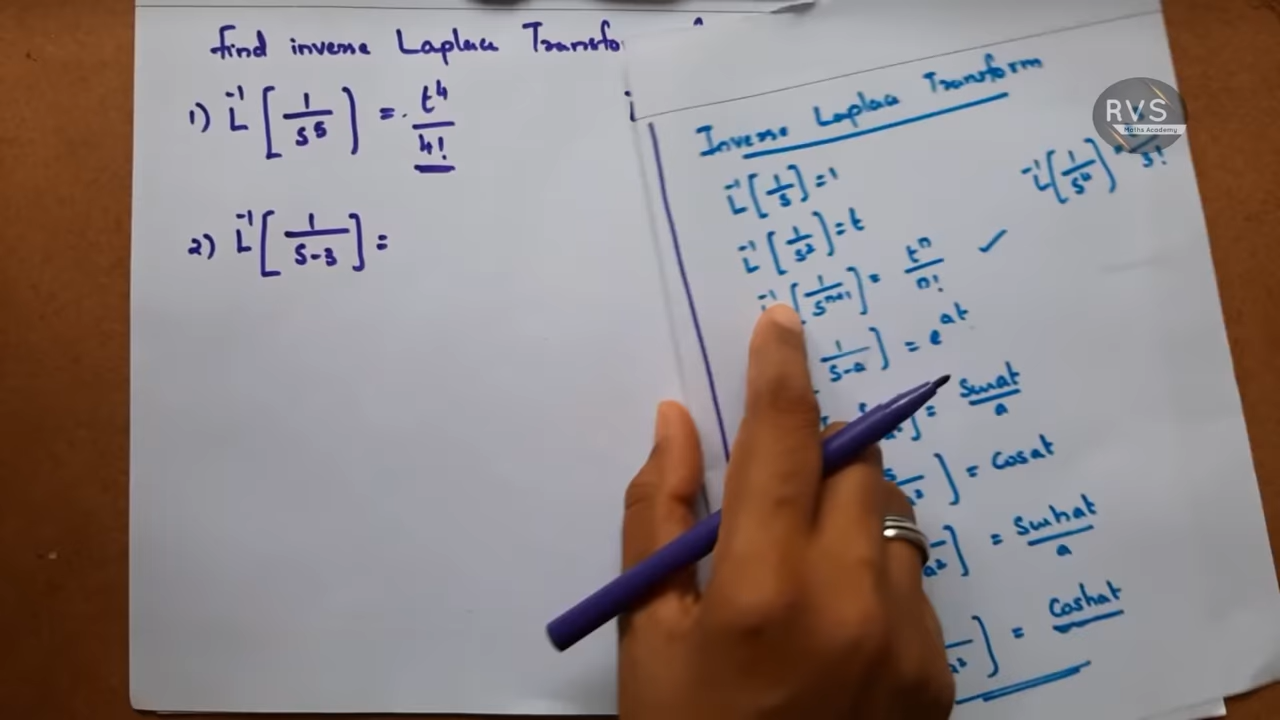 find inverse Laplace
1) L⁻¹[1/s⁵] = t⁴/4!
2) L⁻¹[1/s-3] =
Inverse Laplace Transform
L⁻¹[1/s] = 1
L⁻¹[1/s²] = t
L⁻¹[1/sⁿ⁺¹] = tⁿ/n! ✓
1/s-a] = e^at
] = Sinat/a
] = Cosat
a²] = Sinhat/a
] = Coshat
L⁻¹(1/s⁴)
3!
RVS
Maths Academy